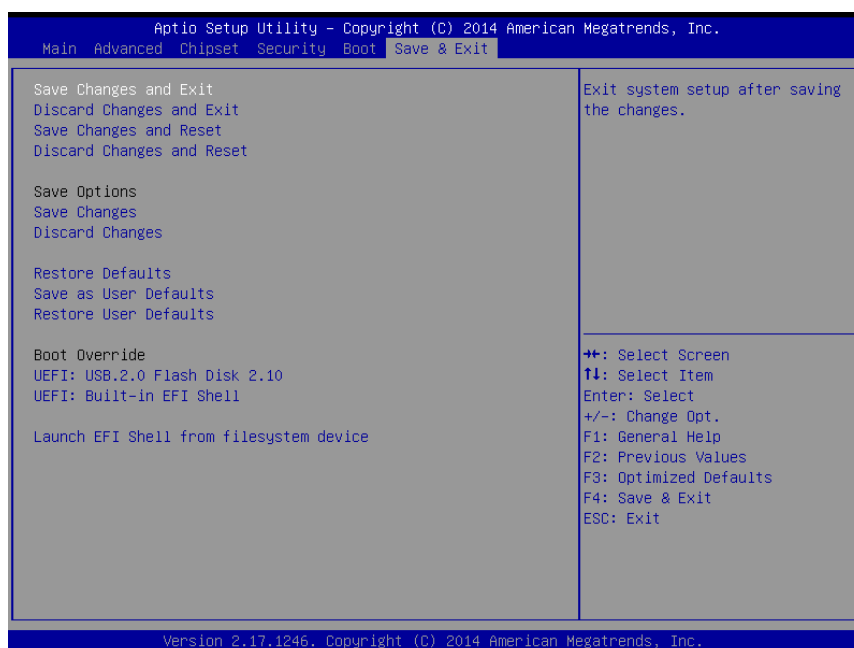 Aptio Setup Utility – Copyright (C) 2014 American Megatrends, Inc.
Main Advanced Chipset Security Boot Save & Exit
Save Changes and Exit
Discard Changes and Exit
Save Changes and Reset
Discard Changes and Reset
Save Options
Save Changes
Discard Changes
Restore Defaults
Save as User Defaults
Restore User Defaults
Boot Override
UEFI: USB.2.0 Flash Disk 2.10
UEFI: Built-in EFI Shell
Launch EFI Shell from filesystem device
Exit system setup after saving
the changes.
→←: Select Screen
↑↓: Select Item
Enter: Select
+/-: Change Opt.
F1: General Help
F2: Previous Values
F3: Optimized Defaults
F4: Save & Exit
ESC: Exit
Version 2.17.1246. Copyright (C) 2014 American Megatrends, Inc.